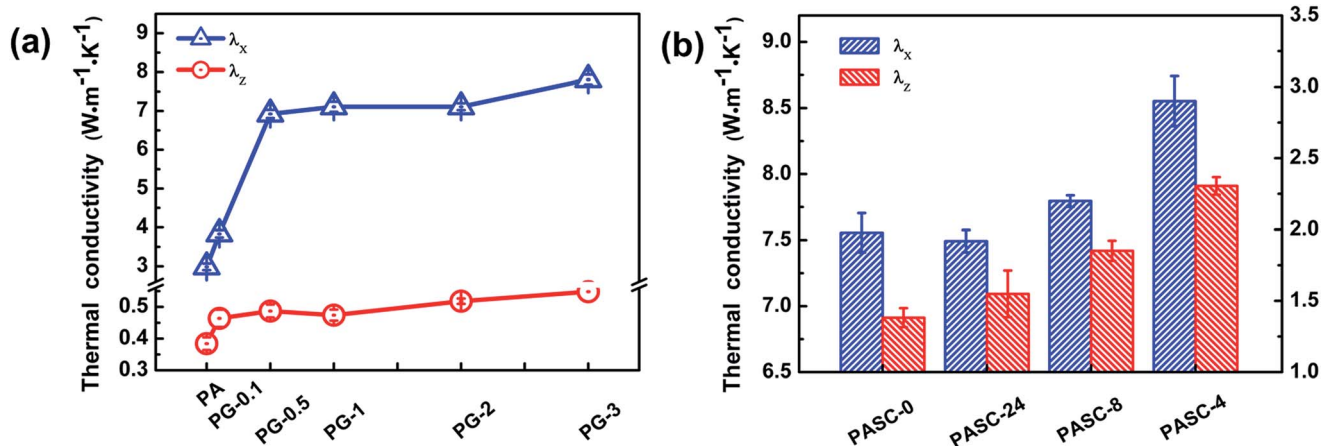 (a)
Thermal conductivity (W•m⁻¹•K⁻¹)
9
8
7
6
5
4
3
0.5
0.4
0.3
λx
λz
PA
PG-0.1
PG-0.5
PG-1
PG-2
PG-3
(b)
Thermal conductivity (W•m⁻¹•K⁻¹)
9.0
8.5
8.0
7.5
7.0
6.5
λx
λz
3.5
3.0
2.5
2.0
1.5
1.0
PASC-0
PASC-24
PASC-8
PASC-4